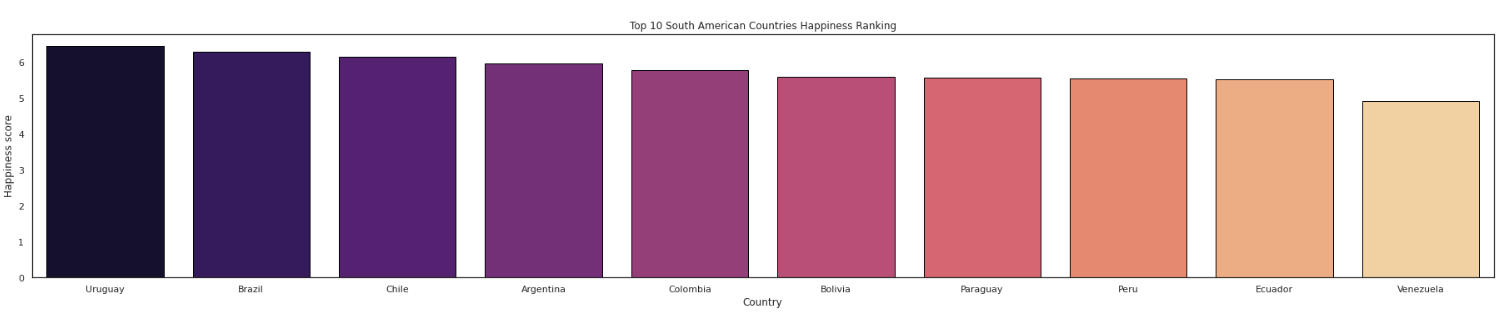 Top 10 South American Countries Happiness Ranking
Happiness score
6
5
4
3
2
1
0
Uruguay Brazil Chile Argentina Colombia Bolivia Paraguay Peru Ecuador Venezuela
Country